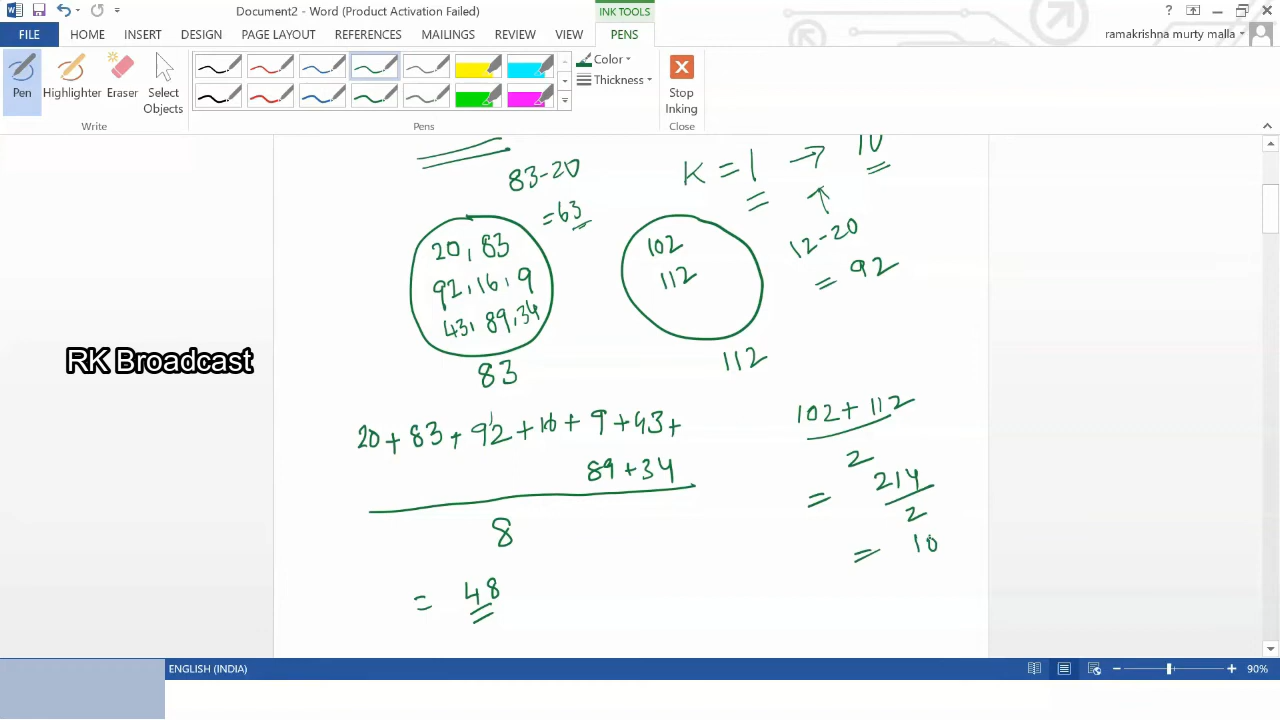 Document2 - Word (Product Activation Failed)
INK TOOLS
FILE HOME INSERT DESIGN PAGE LAYOUT REFERENCES MAILINGS REVIEW VIEW PENS
ramakrishna murty malla
Pen Highlighter Eraser Select Objects
Color
Thickness
Stop Inking
Write Pens Close
83-20
= 63
K = 1 → 10
12-20
= 92
20, 83
92, 16, 9
43, 89, 34
83
102
112
112
RK Broadcast
20 + 83 + 92 + 16 + 9 + 43 +
89 + 34
8
= 48
102 + 112
2
= 214
2
= 10
ENGLISH (INDIA)
90%